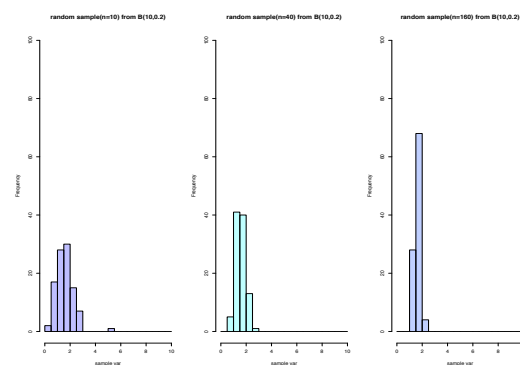 random sample(n=10) from B(10,0.2)
100
80
60
40
20
0
Frequency
0 2 4 6 8 10
sample var
random sample(n=40) from B(10,0.2)
100
80
60
40
20
0
Frequency
0 2 4 6 8 10
sample var
random sample(n=160) from B(10,0.2)
100
80
60
40
20
0
Frequency
0 2 4 6 8
sample var